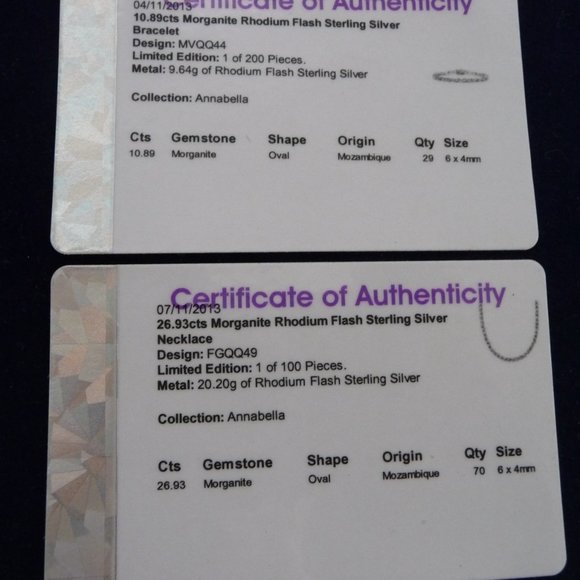 Certificate of Authenticity
04/11/2013
10.89cts Morganite Rhodium Flash Sterling Silver
Bracelet
Design: MVQQ44
Limited Edition: 1 of 200 Pieces.
Metal: 9.64g of Rhodium Flash Sterling Silver
Collection: Annabella
Cts Gemstone Shape Origin Qty Size
10.89 Morganite Oval Mozambique 29 6 x 4mm
Certificate of Authenticity
07/11/2013
26.93cts Morganite Rhodium Flash Sterling Silver
Necklace
Design: FGQQ49
Limited Edition: 1 of 100 Pieces.
Metal: 20.20g of Rhodium Flash Sterling Silver
Collection: Annabella
Cts Gemstone Shape Origin Qty Size
26.93 Morganite Oval Mozambique 70 6 x 4mm